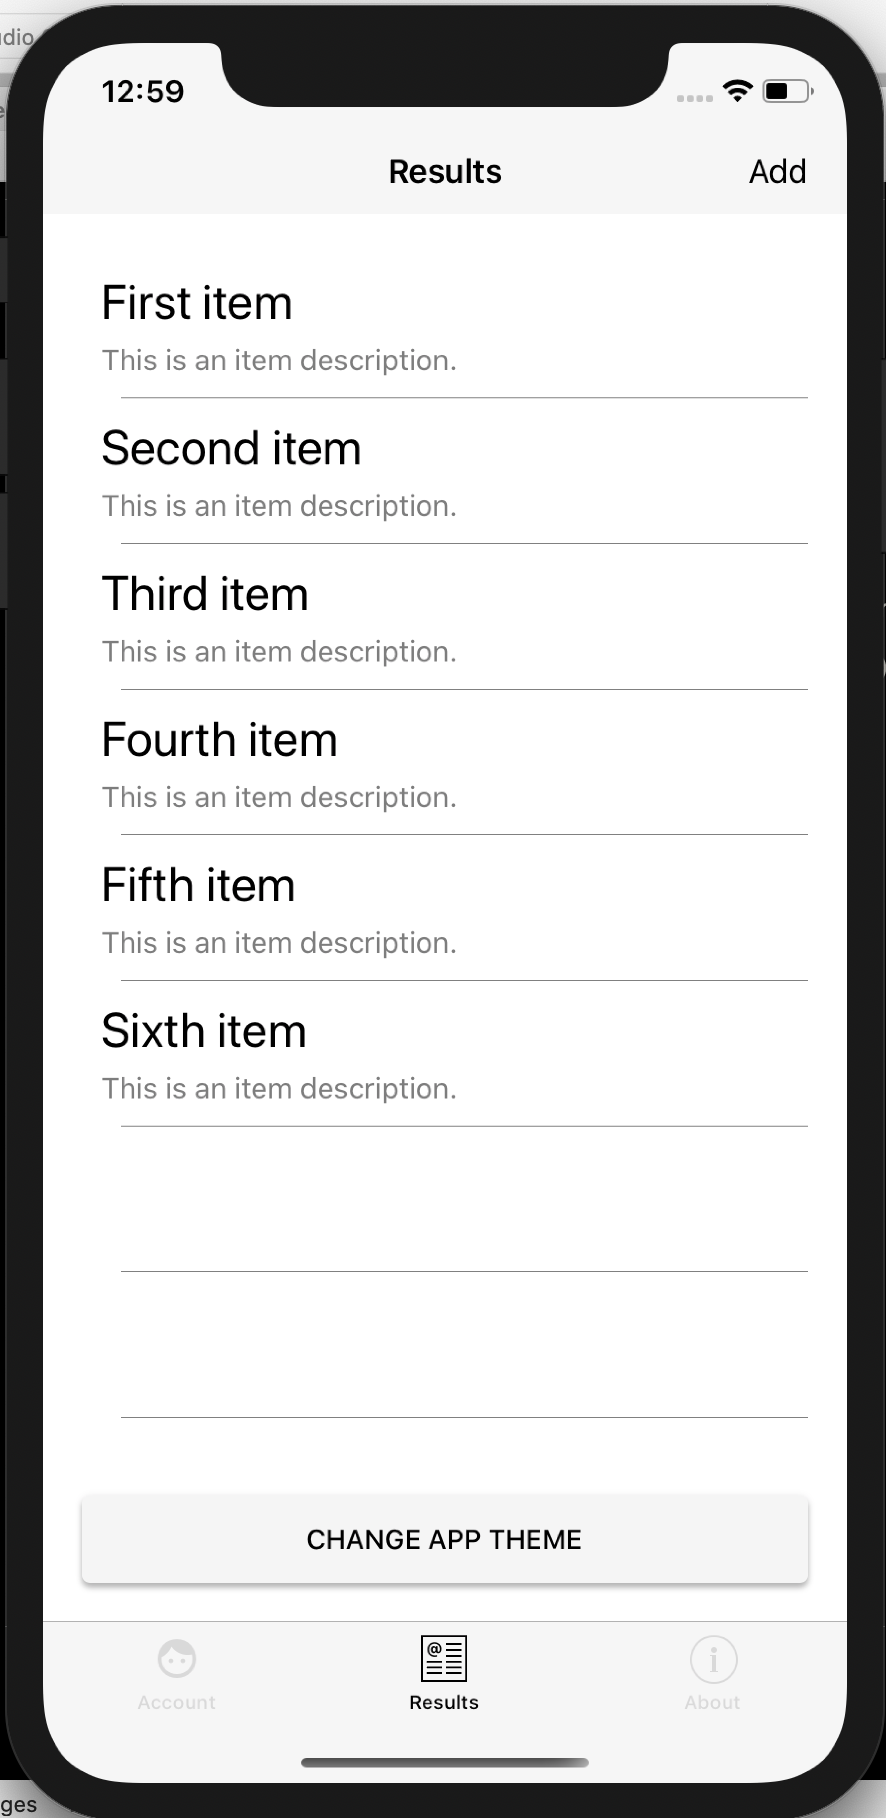 12:59
Results
Add
First item
This is an item description.
Second item
This is an item description.
Third item
This is an item description.
Fourth item
This is an item description.
Fifth item
This is an item description.
Sixth item
This is an item description.
CHANGE APP THEME
Account
Results
About